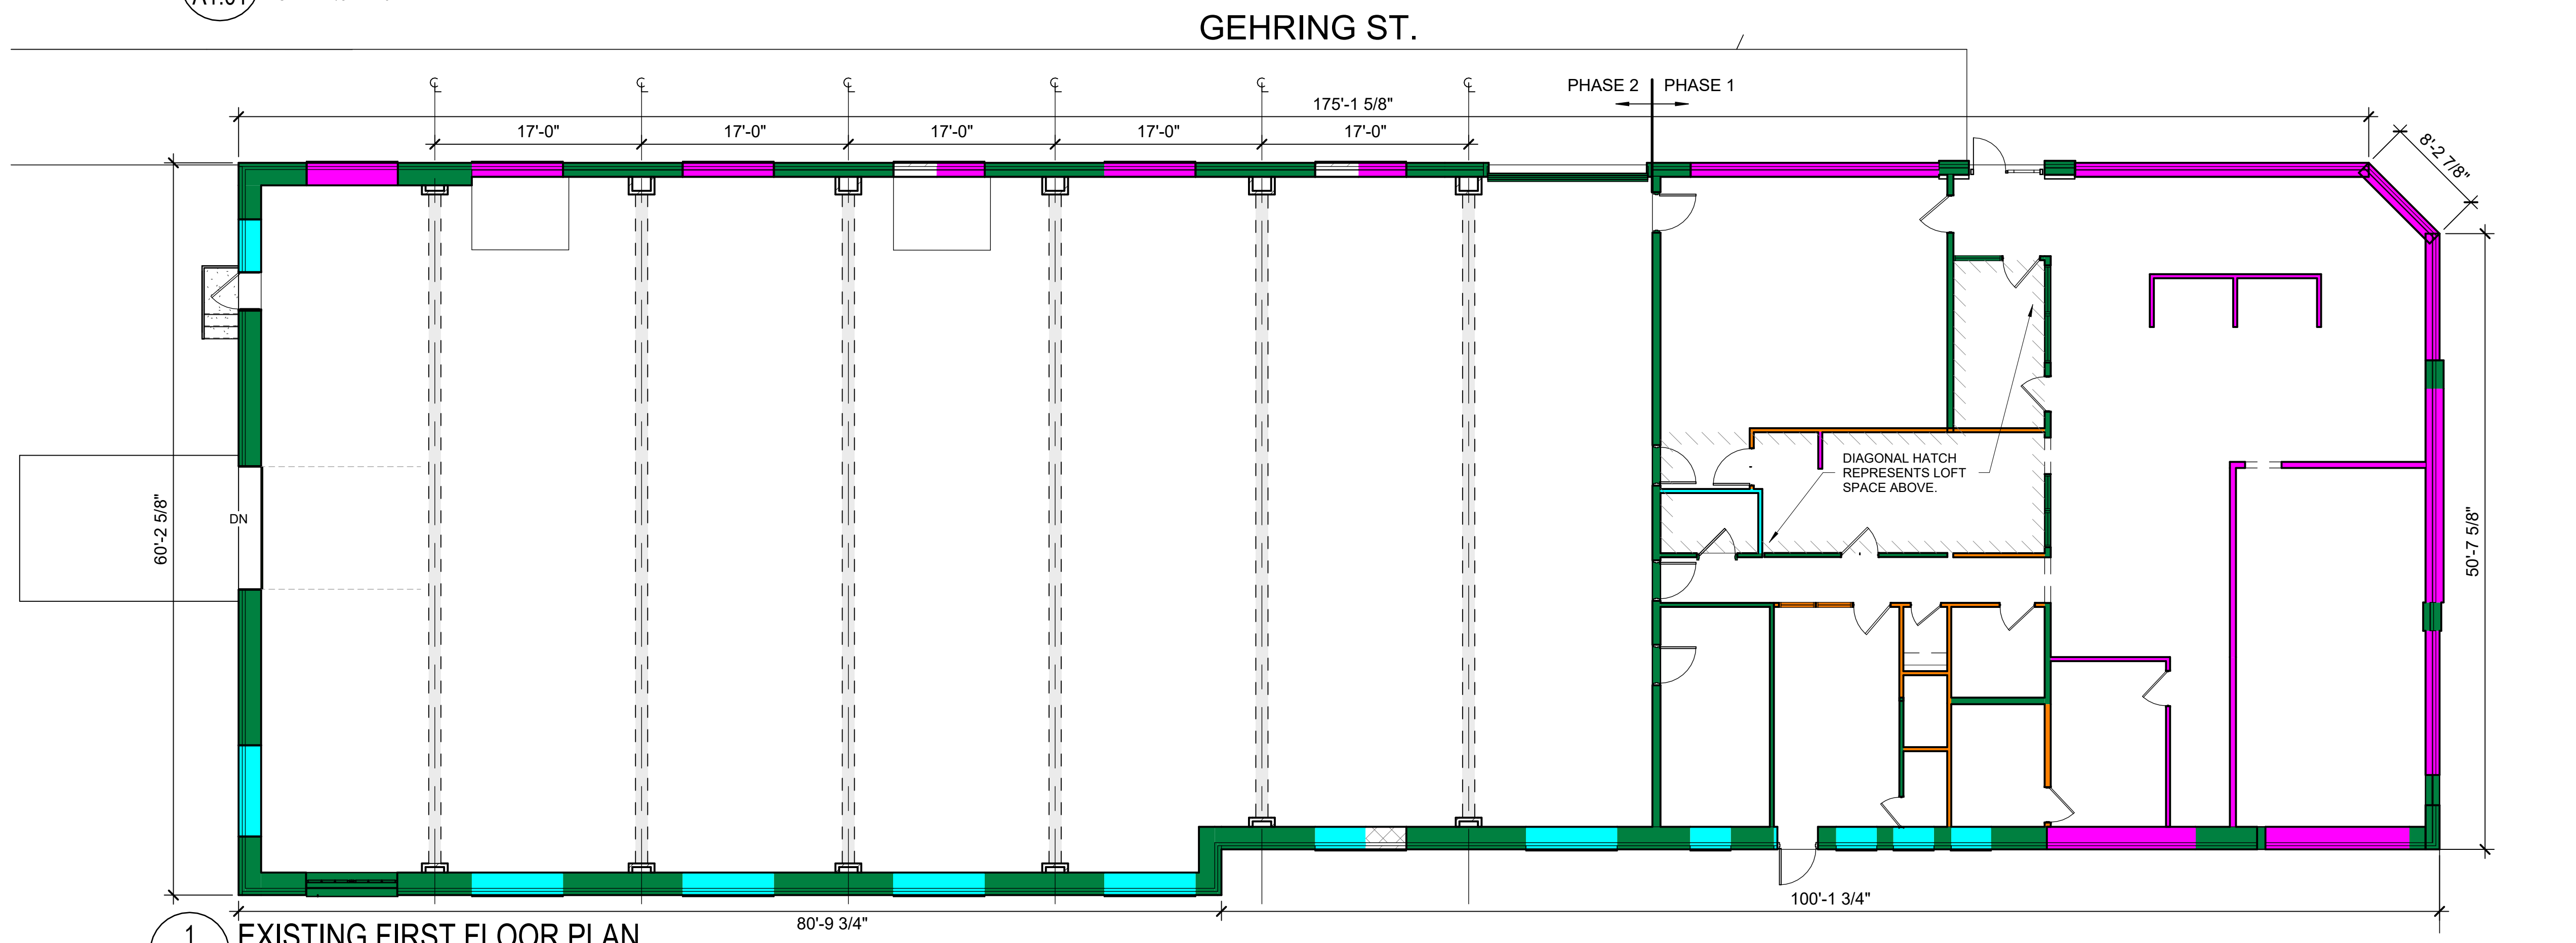 A1.01
GEHRING ST.
℄ ℄ ℄ ℄ ℄ ℄
PHASE 2 PHASE 1
175'-1 5/8"
17'-0" 17'-0" 17'-0" 17'-0" 17'-0"
8'-2 7/8"
DIAGONAL HATCH
REPRESENTS LOFT
SPACE ABOVE.
DN
60'-2 5/8"
50'-7 5/8"
100'-1 3/4"
80'-9 3/4"
1 EXISTING FIRST FLOOR PLAN